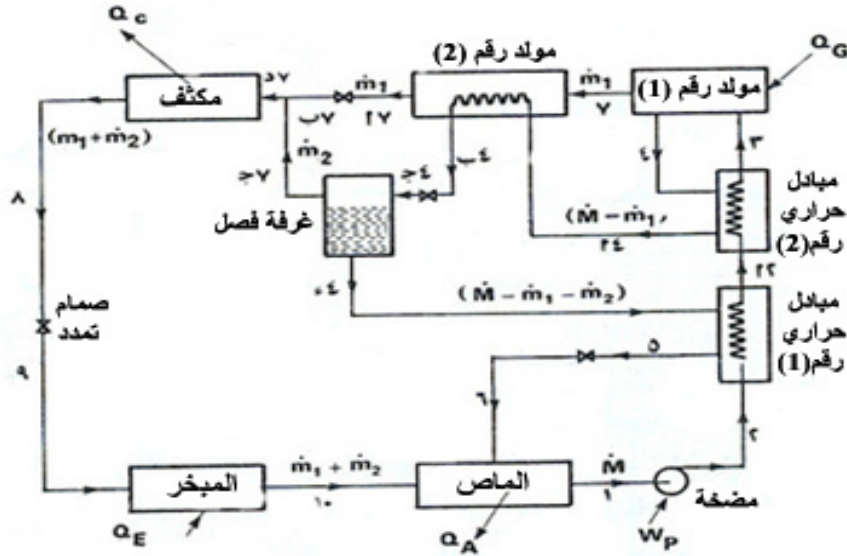 Q_C
مولد رقم (2)
Q_G
مكثف
٧د
ṁ₁
٧ب
٢٧
ṁ₁
٧
مولد رقم (1)
(ṁ₁+ṁ₂)
ṁ₂
٧ج
٤ج
٤ب
٤
٣
مبادل
حراري
رقم(2)
٨
غرفة فصل
(Ṁ – ṁ₁,
٢٤
٢٢
صمام
تمدد
(Ṁ – ṁ₁ – ṁ₂)
مبادل
حراري
رقم(1)
٥
٩
٦
٢
المبخر
ṁ₁ + ṁ₂
١٠
الماص
Ṁ
١
مضخة
Q_E
Q_A
W_P